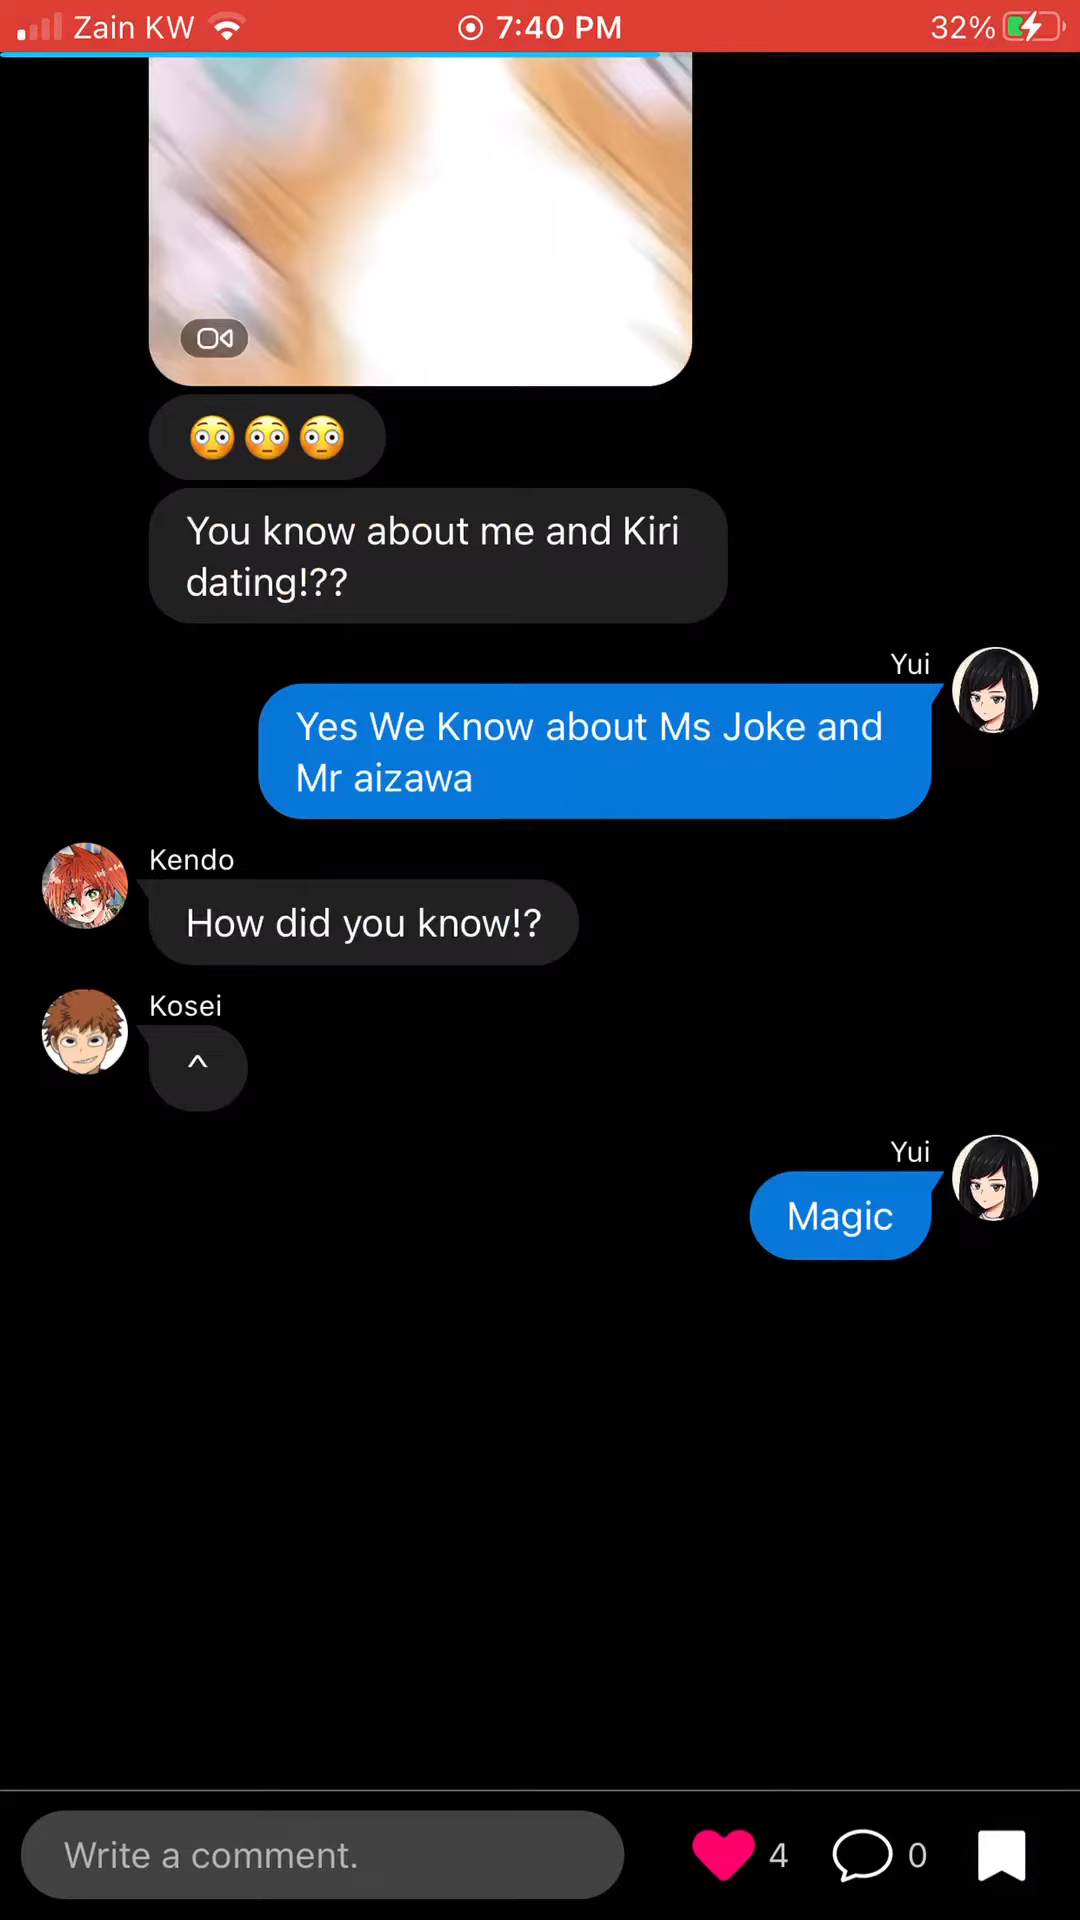 Zain KW 7:40 PM 32%
😳😳😳
You know about me and Kiri
dating!??
Yui
Yes We Know about Ms Joke and
Mr aizawa
Kendo
How did you know!?
Kosei
^
Yui
Magic
Write a comment. 4 0